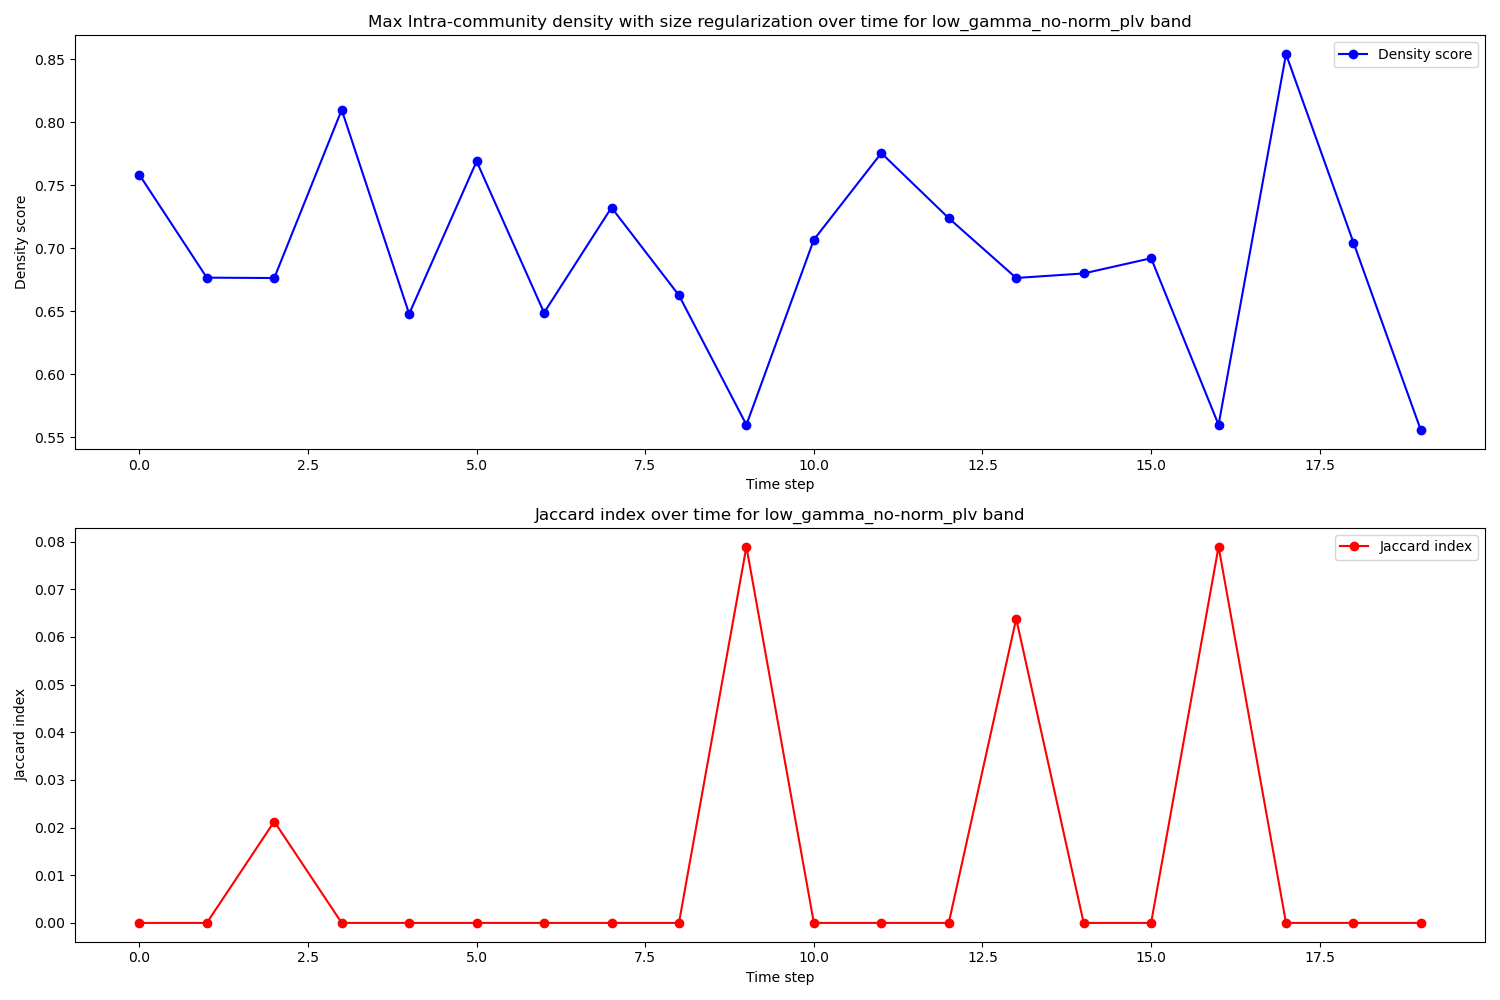 Max Intra-community density with size regularization over time for low_gamma_no-norm_plv band
Density score
0.85
0.80
0.75
0.70
0.65
0.60
0.55
Density score
0.0 2.5 5.0 7.5 10.0 12.5 15.0 17.5
Time step
Jaccard index over time for low_gamma_no-norm_plv band
Jaccard index
0.08
0.07
0.06
0.05
0.04
0.03
0.02
0.01
0.00
Jaccard index
0.0 2.5 5.0 7.5 10.0 12.5 15.0 17.5
Time step